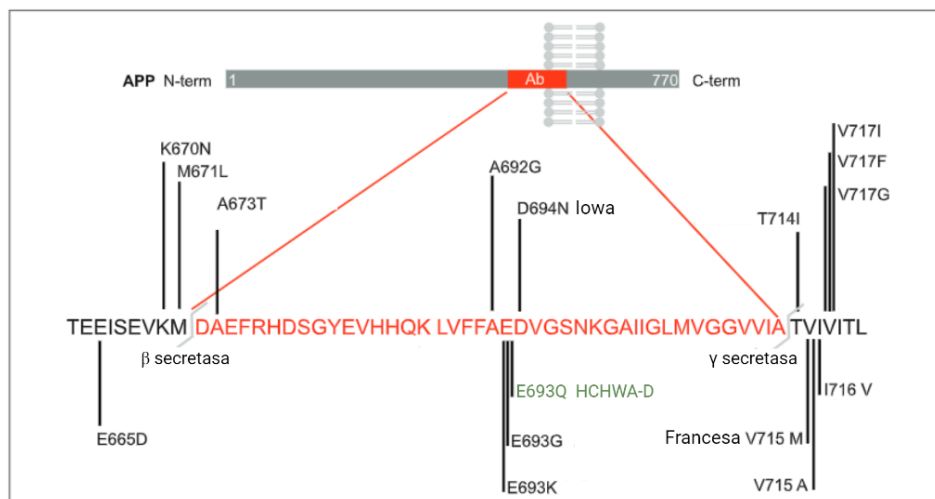 APP N-term 1 Ab 770 C-term
K670N
M671L
A673T
A692G
D694N Iowa
T714I
V717I
V717F
V717G
TEEISEVKM DAEFRHDSGYEVHHQK LVFFAEDVGSNKGAIIGLMVGGVVIA TVIVITL
β secretasa
γ secretasa
E665D
E693Q HCHWA-D
E693G
E693K
I716 V
Francesa V715 M
V715 A